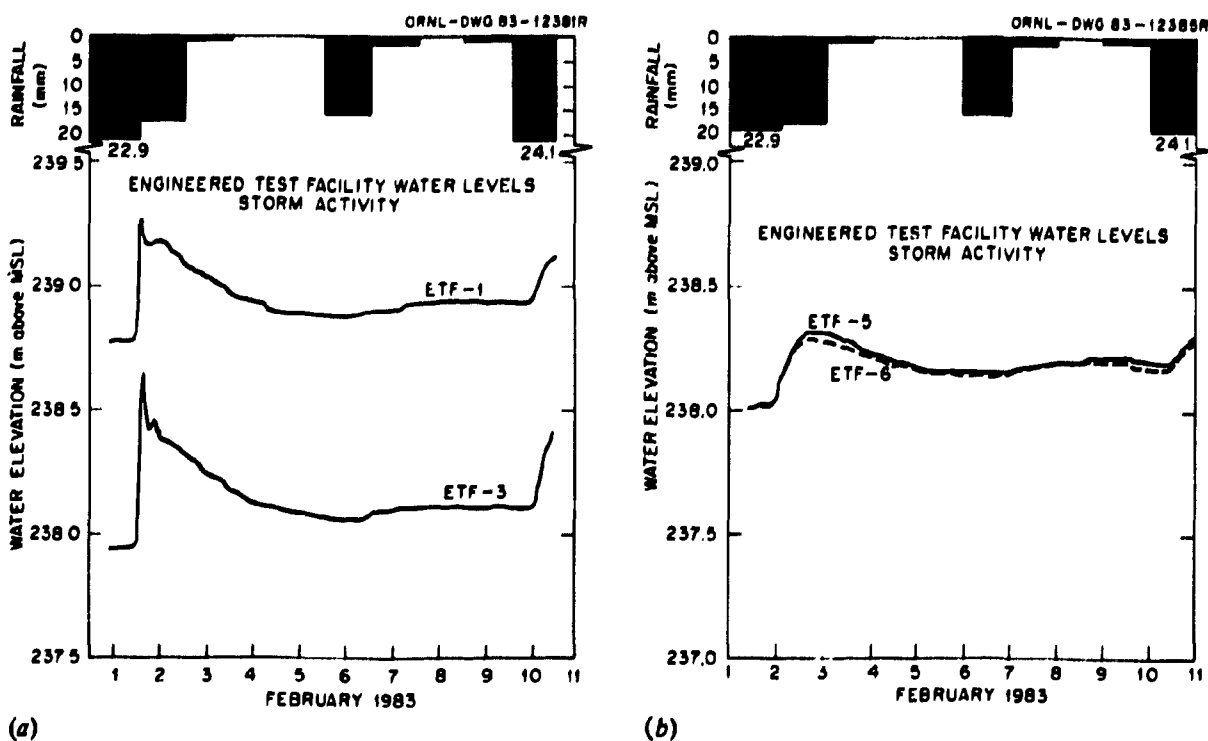 ORNL-DWG 83-12381R
RAINFALL
(mm)
0
5
10
15
20
22.9
24.1
239.5
239.0
238.5
238.0
237.5
WATER ELEVATION (m above MSL)
ENGINEERED TEST FACILITY WATER LEVELS
STORM ACTIVITY
ETF-1
ETF-3
1 2 3 4 5 6 7 8 9 10 11
FEBRUARY 1983
(a)
ORNL-DWG 83-12385R
RAINFALL
(mm)
0
5
10
15
20
22.9
24.1
239.0
238.5
238.0
237.5
237.0
WATER ELEVATION (m above MSL)
ENGINEERED TEST FACILITY WATER LEVELS
STORM ACTIVITY
ETF-5
ETF-6
1 2 3 4 5 6 7 8 9 10 11
FEBRUARY 1983
(b)